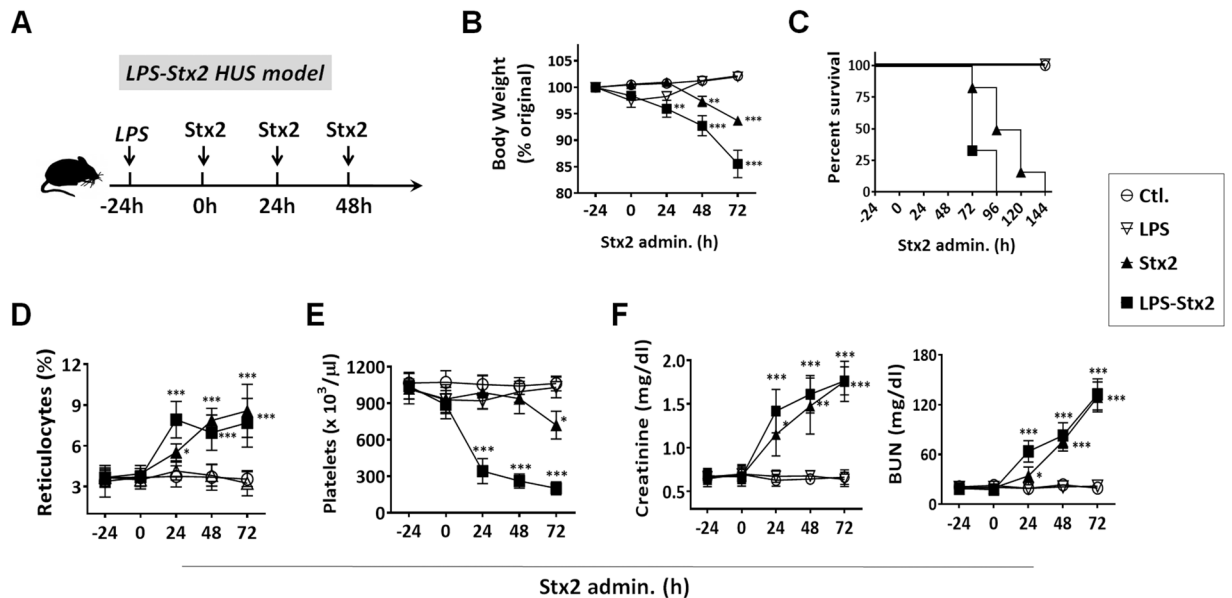 A
LPS-Stx2 HUS model
LPS Stx2 Stx2 Stx2
-24h 0h 24h 48h
B
Body Weight
(% original)
105
100
95
90
85
80
** ** *** *** ***
-24 0 24 48 72
Stx2 admin. (h)
C
Percent survival
100
75
50
25
0
-24 0 24 48 72 96 120 144
Stx2 admin. (h)
Ctl.
LPS
Stx2
LPS-Stx2
D
Reticulocytes (%)
12
9
6
3
*** * *** *** *** ***
-24 0 24 48 72
E
Platelets (x 10³/µl)
1200
900
600
300
0
*** *** *** *
-24 0 24 48 72
F
Creatinine (mg/dl)
2.0
1.5
1.0
0.5
*** * *** ** *** ***
-24 0 24 48 72
BUN (mg/dl)
180
120
60
0
*** * *** *** *** ***
-24 0 24 48 72
Stx2 admin. (h)